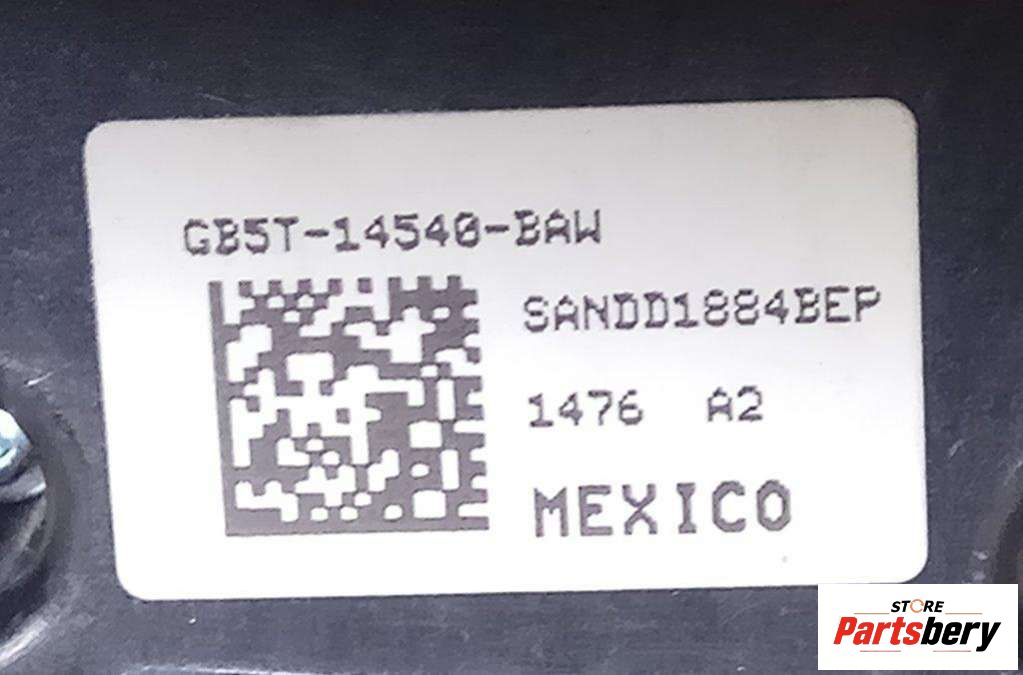 GB5T-14540-BAW
SANDD1884BEP
1476 A2
MEXICO
STORE
Partsbery